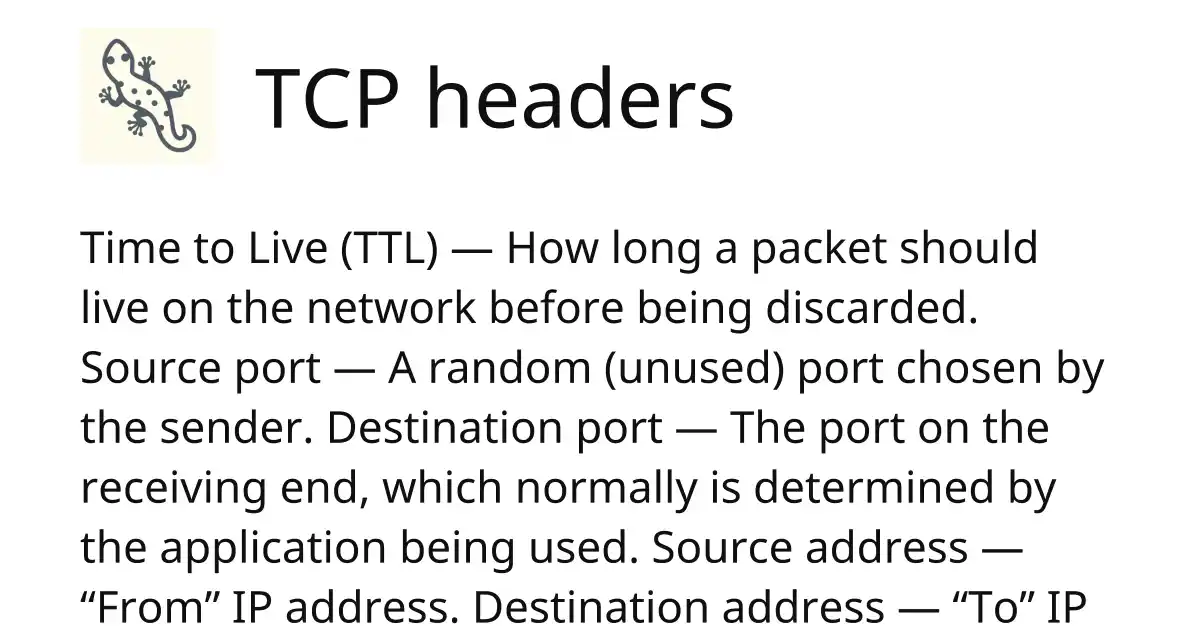 TCP headers
Time to Live (TTL) — How long a packet should
live on the network before being discarded.
Source port — A random (unused) port chosen by
the sender. Destination port — The port on the
receiving end, which normally is determined by
the application being used. Source address —
“From” IP address. Destination address — “To” IP